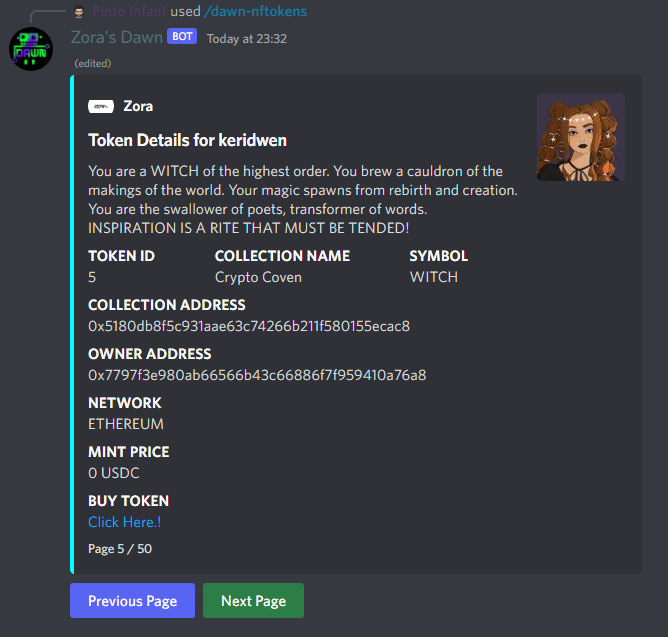 Pinto Infant used /dawn-nftokens
Zora's Dawn BOT Today at 23:32
(edited)
DAWN
Zora
Token Details for keridwen
You are a WITCH of the highest order. You brew a cauldron of the
makings of the world. Your magic spawns from rebirth and creation.
You are the swallower of poets, transformer of words.
INSPIRATION IS A RITE THAT MUST BE TENDED!
TOKEN ID COLLECTION NAME SYMBOL
5 Crypto Coven WITCH
COLLECTION ADDRESS
0x5180db8f5c931aae63c74266b211f580155ecac8
OWNER ADDRESS
0x7797f3e980ab66566b43c66886f7f959410a76a8
NETWORK
ETHEREUM
MINT PRICE
0 USDC
BUY TOKEN
Click Here.!
Page 5 / 50
Previous Page Next Page